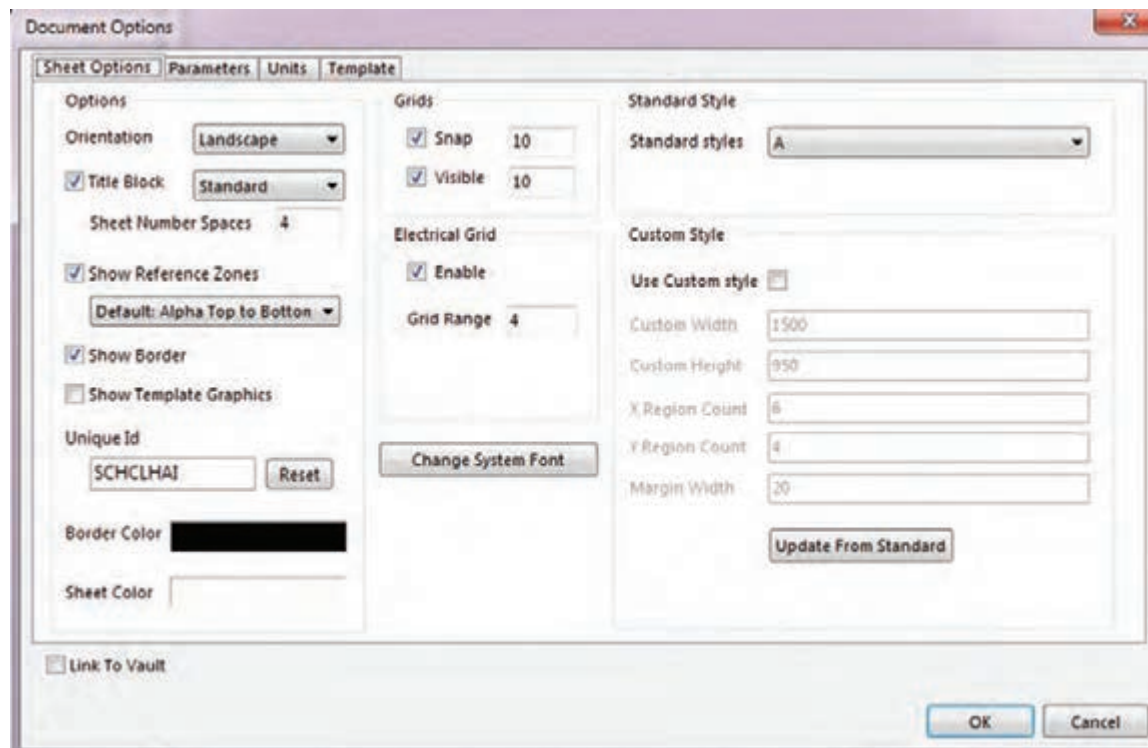 Document Options
Sheet Options Parameters Units Template
Options
Orientation Landscape
Title Block Standard
Sheet Number Spaces 4
Show Reference Zones
Default: Alpha Top to Botton
Show Border
Show Template Graphics
Unique Id
SCHCLHAI Reset
Border Color
Sheet Color
Grids
Snap 10
Visible 10
Electrical Grid
Enable
Grid Range 4
Change System Font
Standard Style
Standard styles A
Custom Style
Use Custom style
Custom Width 1500
Custom Height 950
X Region Count 6
Y Region Count 4
Margin Width 20
Update From Standard
Link To Vault
OK Cancel